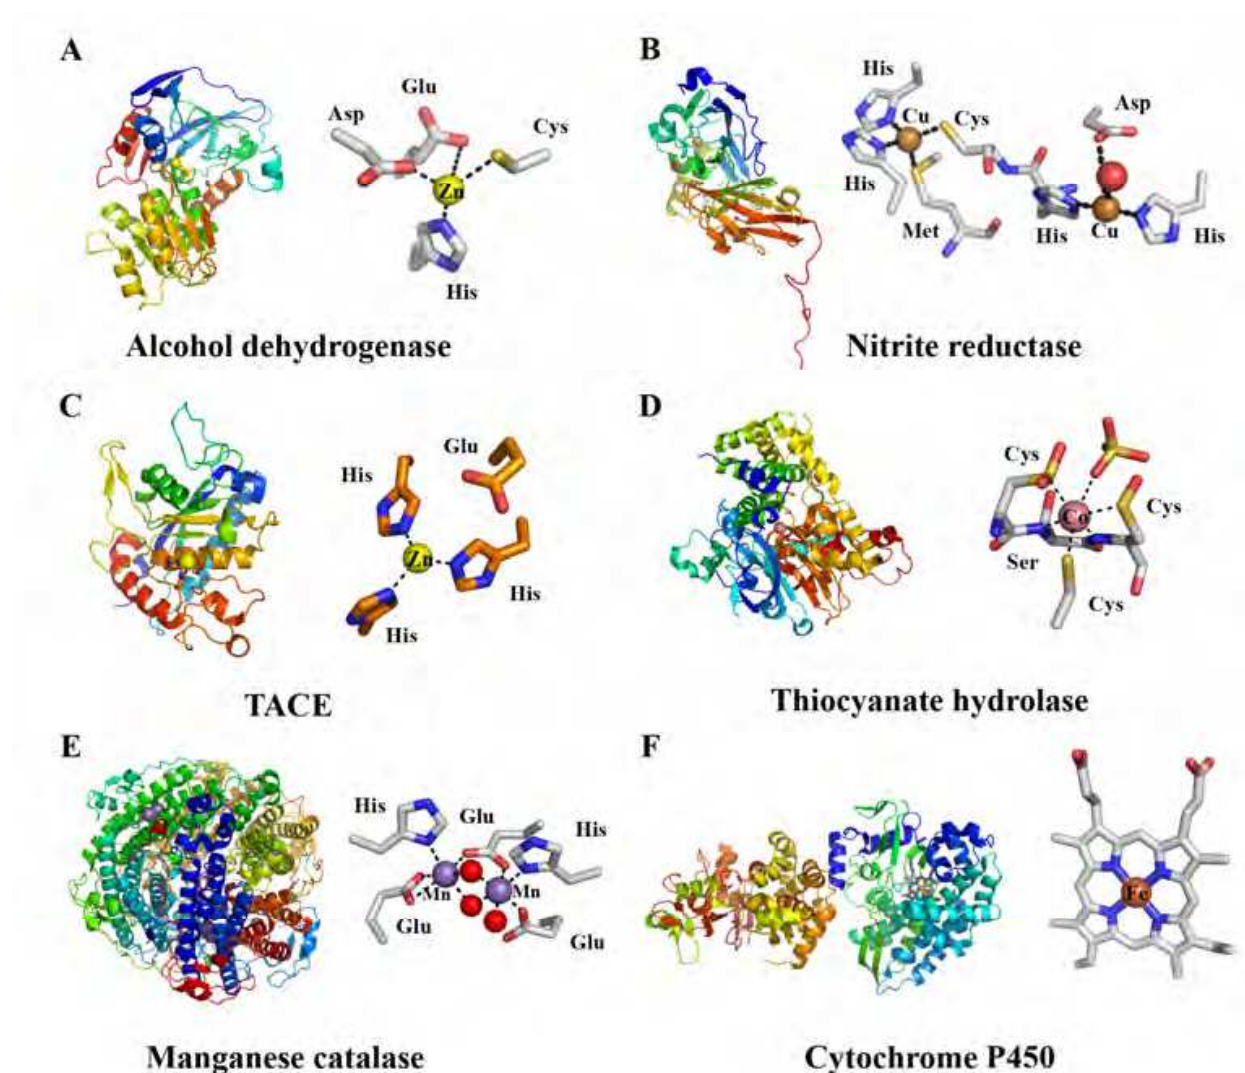 A
Glu
Asp
Cys
Zn
His
Alcohol dehydrogenase
B
His
Cu
Cys
Asp
His
Met
His
Cu
His
Nitrite reductase
C
His
Glu
Zn
His
His
TACE
D
Cys
Co
Cys
Ser
Cys
Thiocyanate hydrolase
E
His
Glu
His
Mn
Mn
Glu
Glu
Manganese catalase
F
Fe
Cytochrome P450